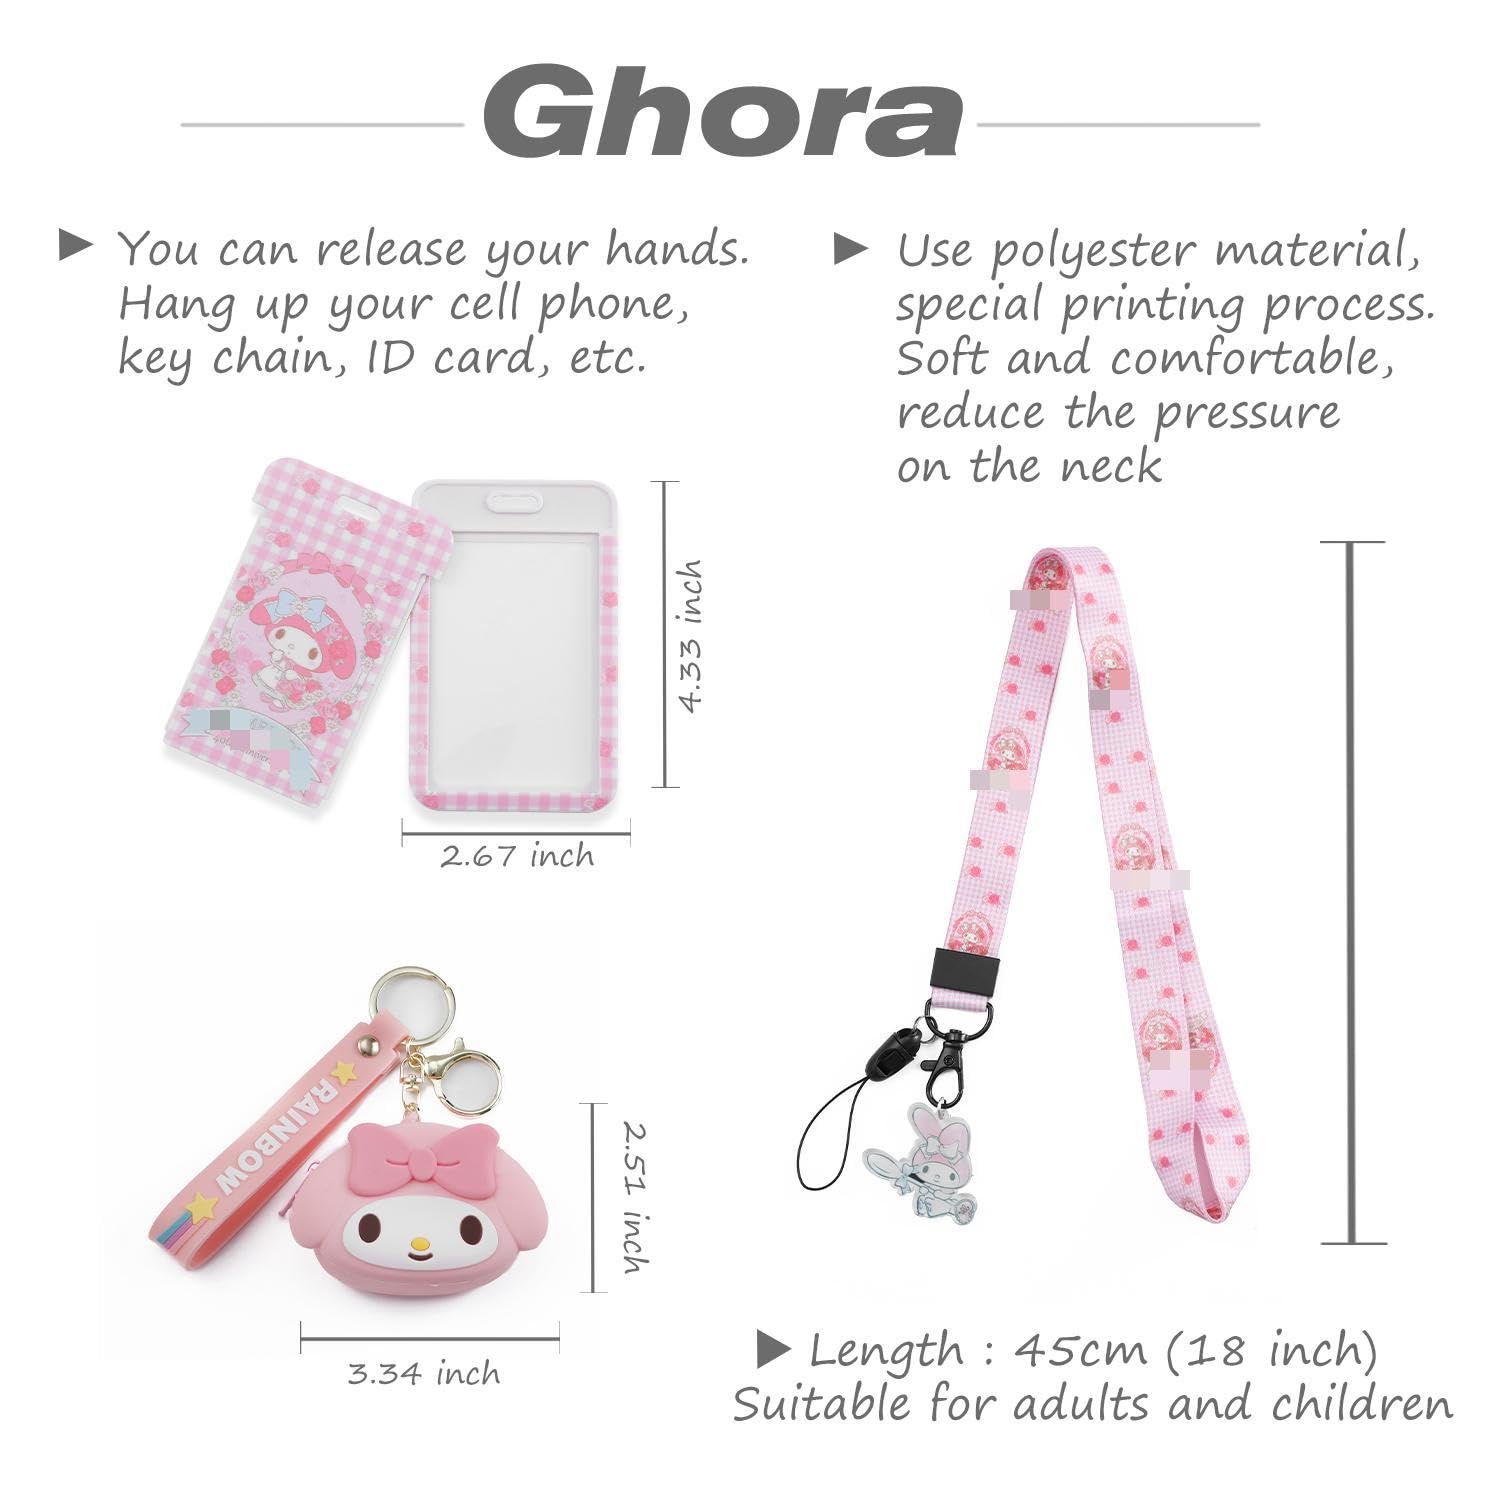 Ghora
You can release your hands.
Hang up your cell phone,
key chain, ID card, etc.
Use polyester material,
special printing process.
Soft and comfortable,
reduce the pressure
on the neck
4.33 inch
2.67 inch
RAINBOW
2.51 inch
3.34 inch
Length : 45cm (18 inch)
Suitable for adults and children